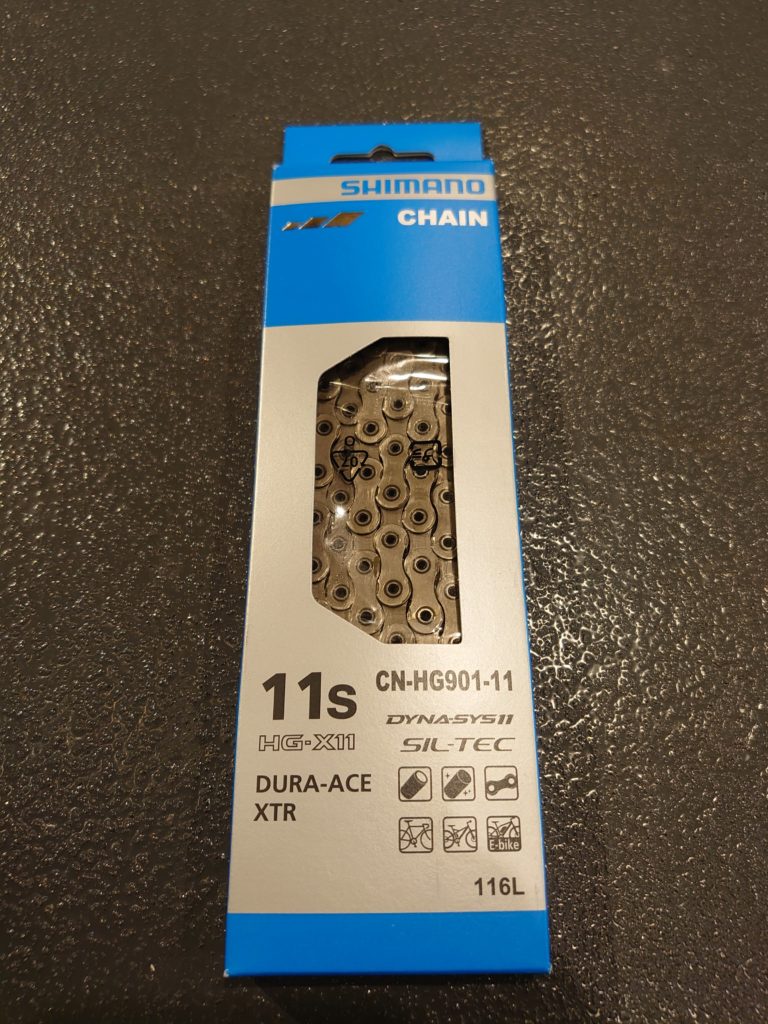 SHIMANO
CHAIN
11s
CN-HG901-11
HG-X11
DYNA-SYS11
SIL-TEC
DURA-ACE
XTR
E-bike
116L